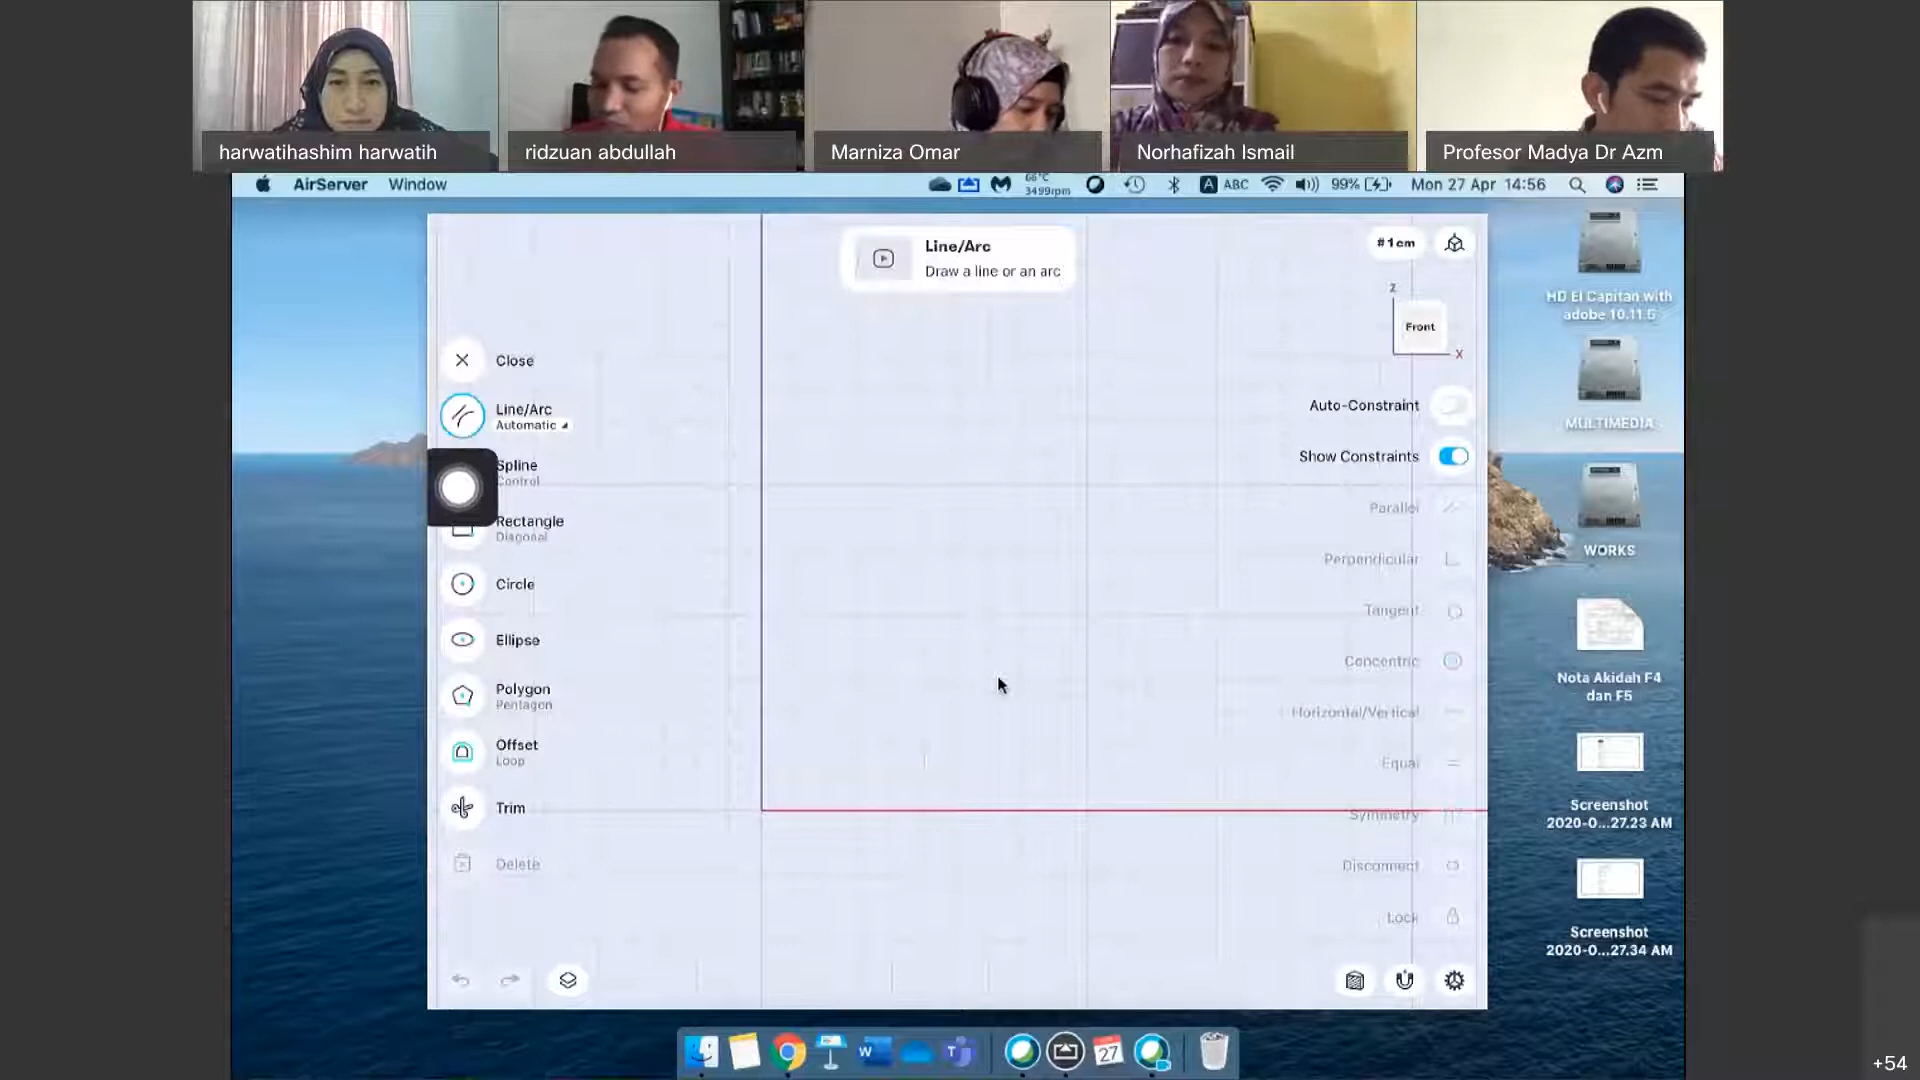 harwatihashim harwatih
ridzuan abdullah
Marniza Omar
Norhafizah Ismail
Profesor Madya Dr Azm
AirServer Window
66°C
3499rpm
A ABC
99%
Mon 27 Apr 14:56
Line/Arc
Draw a line or an arc
#1cm
Z
Front
X
Close
Line/Arc
Automatic
Spline
Control
Rectangle
Diagonal
Circle
Ellipse
Polygon
Pentagon
Offset
Loop
Trim
Delete
Auto-Constraint
Show Constraints
Parallel
Perpendicular
Tangent
Concentric
Horizontal/Vertical
Equal
Symmetry
Disconnect
Lock
HD El Capitan with
adobe 10.11.6
MULTIMEDIA
WORKS
Nota Akidah F4
dan F5
Screenshot
2020-0...27.23 AM
Screenshot
2020-0...27.34 AM
W
T
27
+54